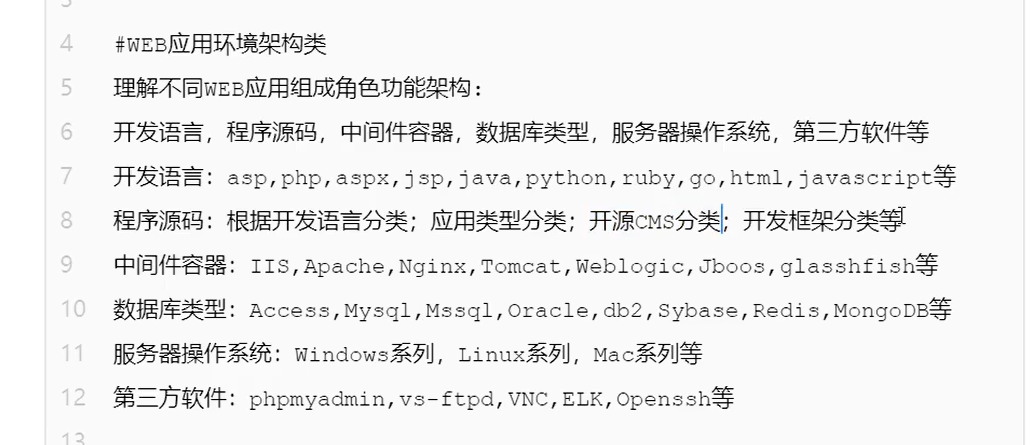 3
4 #WEB应用环境架构类
5 理解不同WEB应用组成角色功能架构:
6 开发语言，程序源码，中间件容器，数据库类型，服务器操作系统，第三方软件等
7 开发语言：asp,php,aspx,jsp,java,python,ruby,go,html,javascript等
8 程序源码：根据开发语言分类；应用类型分类；开源CMS分类；开发框架分类等
9 中间件容器：IIS,Apache,Nginx,Tomcat,Weblogic,Jboos,glasshfish等
10 数据库类型：Access,Mysql,Mssql,Oracle,db2,Sybase,Redis,MongoDB等
11 服务器操作系统：Windows系列，Linux系列，Mac系列等
12 第三方软件：phpmyadmin,vs-ftpd,VNC,ELK,Openssh等
13